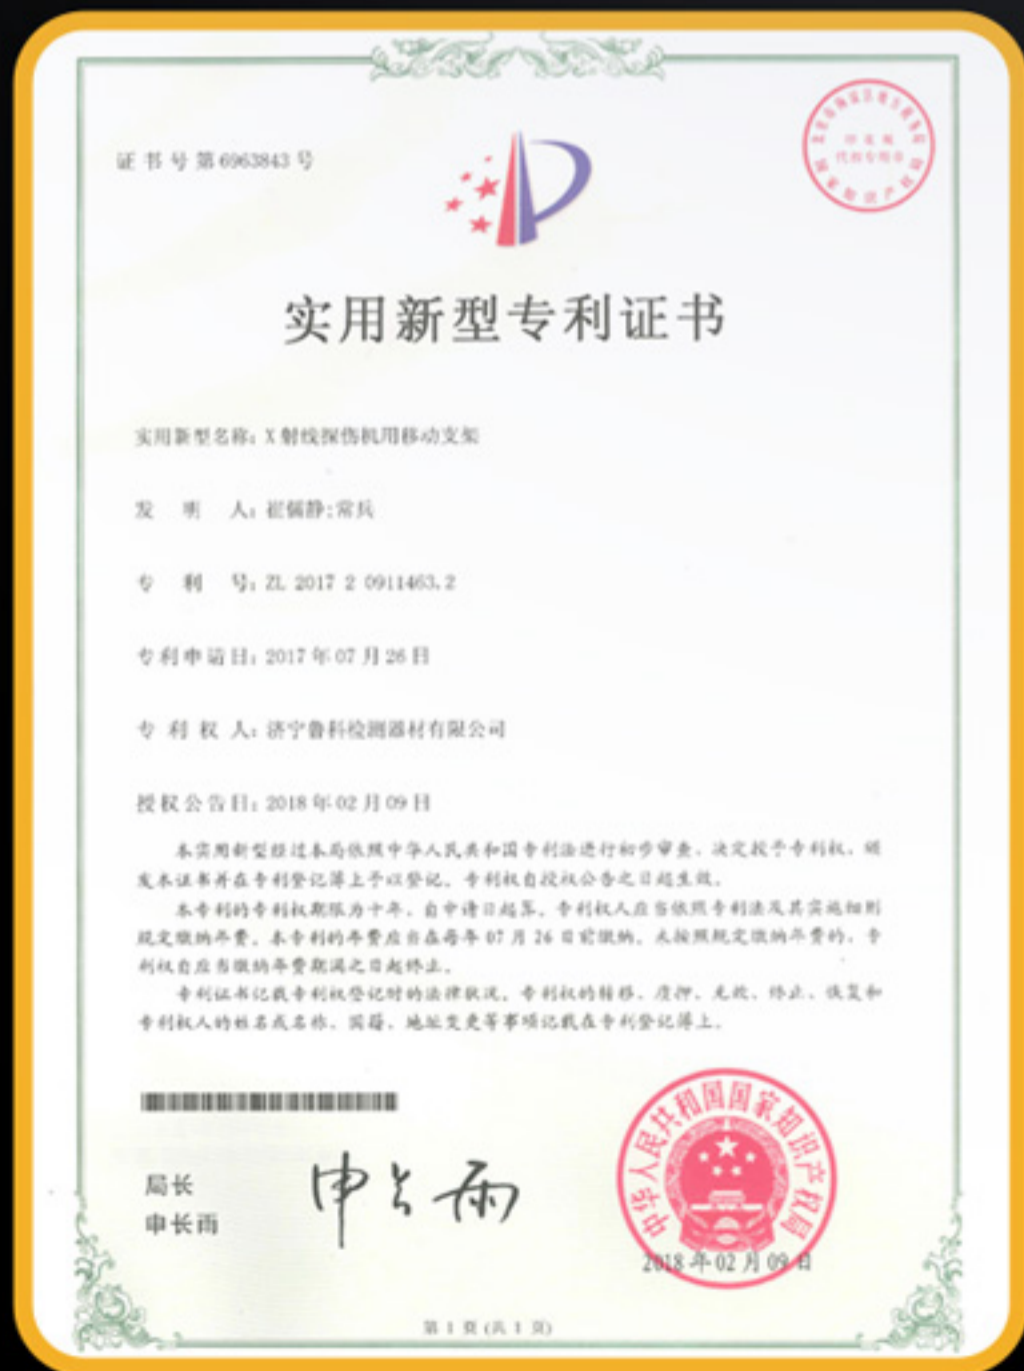 证书号第6963843号
实用新型专利证书
实用新型名称：X射线探伤机用移动支架
发明人：崔儒静;常兵
专利号：ZL 2017 2 0911463.2
专利申请日：2017年07月26日
专利权人：济宁鲁科检测器材有限公司
授权公告日：2018年02月09日
本实用新型经过本局依照中华人民共和国专利法进行初步审查，决定授予专利权，颁
发本证书并在专利登记簿上予以登记。专利权自授权公告之日起生效。
本专利的专利权期限为十年，自申请日起算。专利权人应当依照专利法及其实施细则
规定缴纳年费。本专利的年费应当在每年07月26日前缴纳。未按照规定缴纳年费的，专
利权自应当缴纳年费期满之日起终止。
专利证书记载专利权登记时的法律状况。专利权的转移、质押、无效、终止、恢复和
专利权人的姓名或名称、国籍、地址变更等事项记载在专利登记簿上。
局长
申长雨
申长雨
中华人民共和国国家知识产权局
2018年02月09日
第1页(共1页)